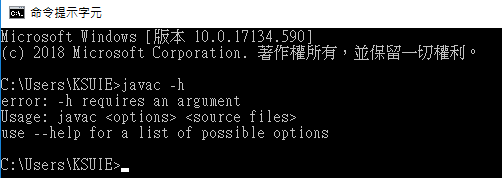 命令提示字元
Microsoft Windows [版本 10.0.17134.590]
(c) 2018 Microsoft Corporation. 著作權所有，並保留一切權利。
C:\Users\KSUIE>javac -h
error: -h requires an argument
Usage: javac <options> <source files>
use --help for a list of possible options
C:\Users\KSUIE>